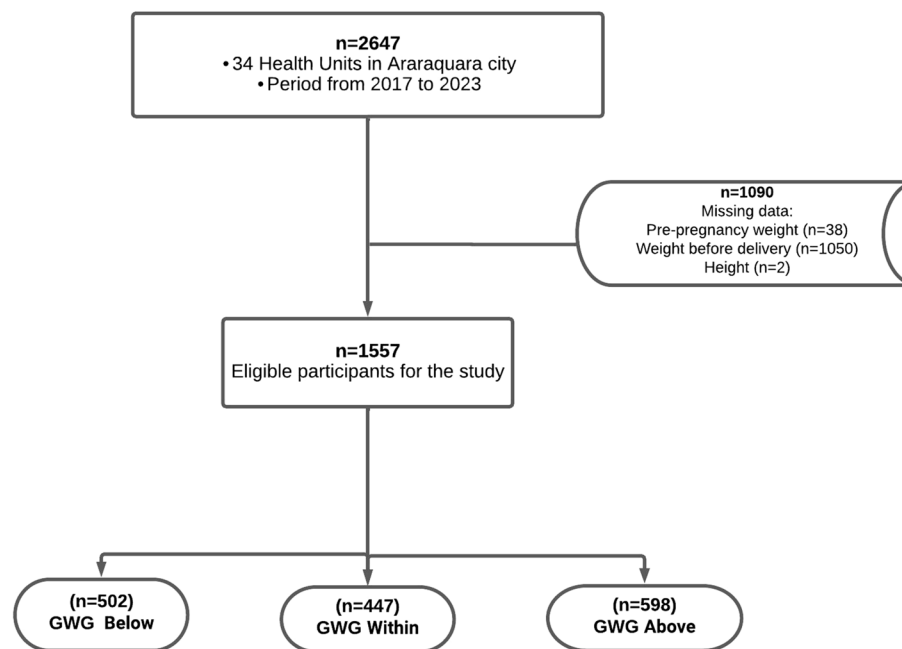 n=2647
•34 Health Units in Araraquara city
•Period from 2017 to 2023
n=1090
Missing data:
Pre-pregnancy weight (n=38)
Weight before delivery (n=1050)
Height (n=2)
n=1557
Eligible participants for the study
(n=502)
GWG Below
(n=447)
GWG Within
(n=598)
GWG Above